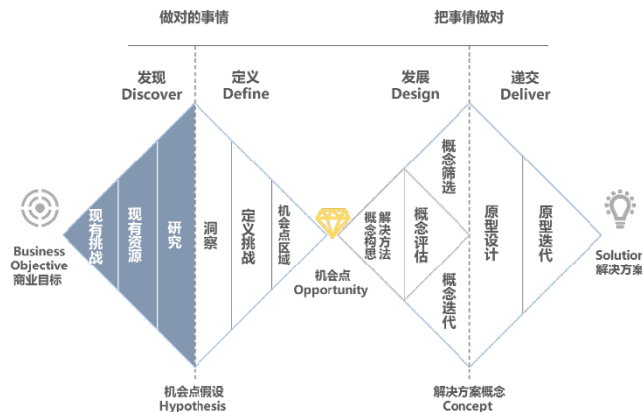 做对的事情
把事情做对
发现
Discover
定义
Define
发展
Design
递交
Deliver
Business
Objective
商业目标
现有挑战
现有资源
研究
洞察
定义挑战
机会点区域
机会点
Opportunity
解决方法
概念构思
概念评估
概念筛选
概念迭代
原型设计
原型迭代
Solution
解决方案
机会点假设
Hypothesis
解决方案概念
Concept